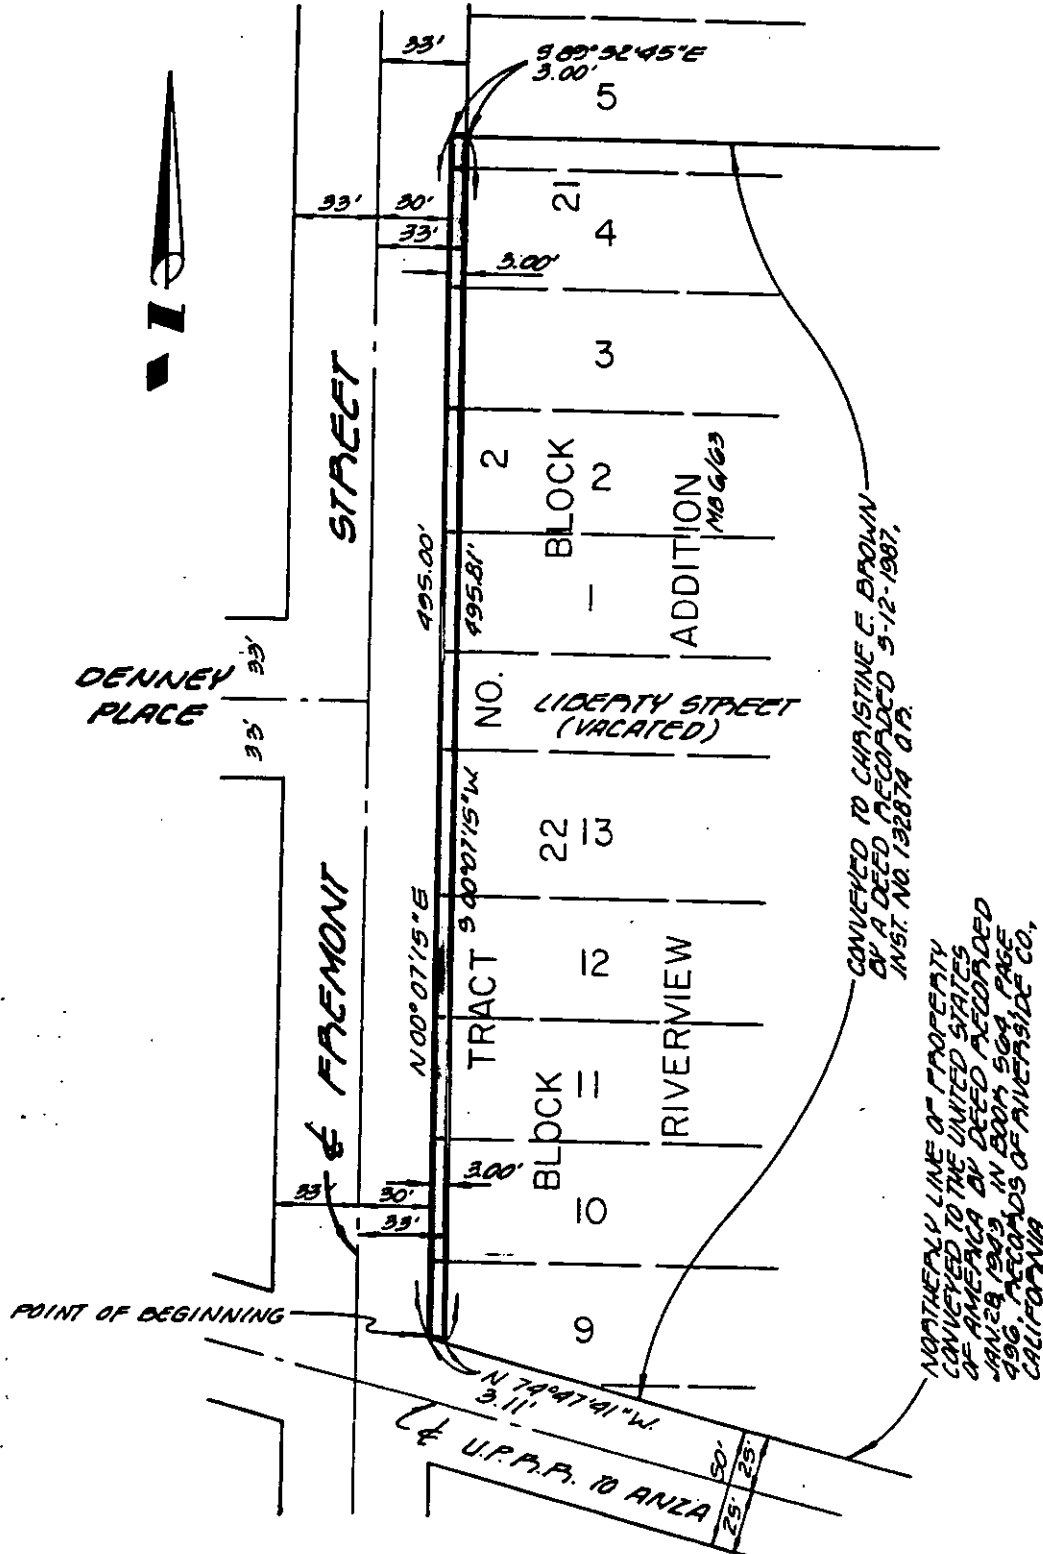 33'
S 89°32'45"E
3.00'
5
33'
30'
33'
21
4
3.00'
3
STREET
2
BLOCK
2
ADDITION
MB 6/63
495.00'
495.81'
1
DENNEY
PLACE
33'
33'
NO.
LIBERTY STREET
(VACATED)
22
13
N 00°07'15"E
S 00°07'15"W
TRACT
12
RIVERVIEW
℄ FREMONT
BLOCK
11
3.00'
33'
30'
33'
10
POINT OF BEGINNING
9
N 74°47'41"W.
3.11'
℄ U.P.R.R. TO ANZA
50'
25'
25'
CONVEYED TO CHRISTINE E. BROWN
BY A DEED RECORDED 5-12-1987,
INST. NO. 132874 O.R.
NORTHERLY LINE OF PROPERTY
CONVEYED TO THE UNITED STATES
OF AMERICA BY DEED RECORDED
JAN. 28, 1943, IN BOOK 564, PAGE
496, RECORDS OF RIVERSIDE CO.,
CALIFORNIA